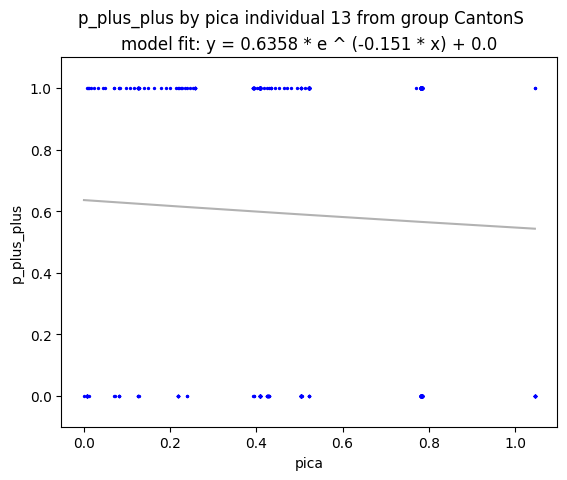 p_plus_plus by pica individual 13 from group CantonS
model fit: y = 0.6358 * e ^ (-0.151 * x) + 0.0
1.0
0.8
0.6
0.4
0.2
0.0
p_plus_plus
0.0 0.2 0.4 0.6 0.8 1.0
pica